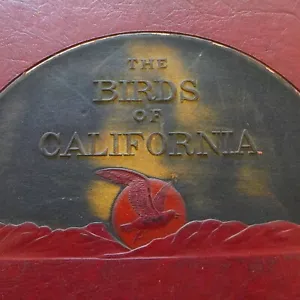 THE
BIRDS
OF
CALIFORNIA